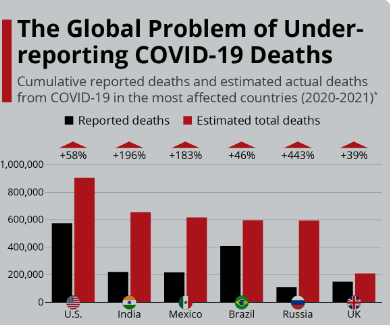 The Global Problem of Under-
reporting COVID-19 Deaths
Cumulative reported deaths and estimated actual deaths
from COVID-19 in the most affected countries (2020-2021)*
Reported deaths Estimated total deaths
+58% +196% +183% +46% +443% +39%
1,000,000
800,000
600,000
400,000
200,000
0
U.S. India Mexico Brazil Russia UK